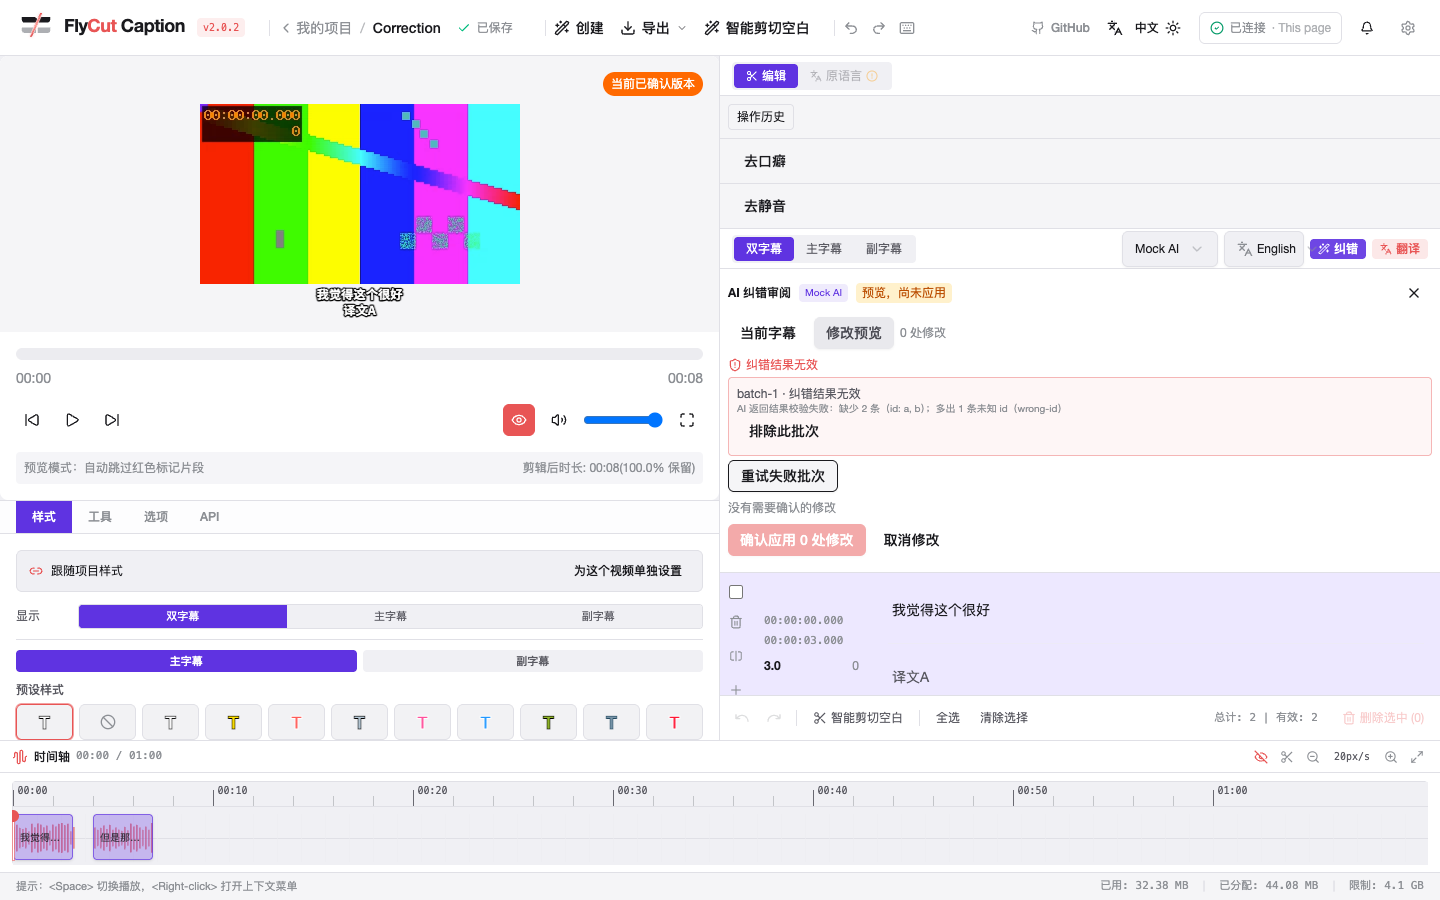 FlyCut Caption v2.0.2 我的项目 / Correction 已保存 创建 导出 智能剪切空白 GitHub 中文 已连接 · This page
当前已确认版本
00:00:00.000
0
我觉得这个很好
译文A
00:00 00:08
预览模式：自动跳过红色标记片段 剪辑后时长: 00:08(100.0% 保留)
样式 工具 选项 API
跟随项目样式 为这个视频单独设置
显示 双字幕 主字幕 副字幕
主字幕 副字幕
预设样式
T T T T T T T T T T
编辑 原语言
操作历史
去口癖
去静音
双字幕 主字幕 副字幕 Mock AI English 纠错 翻译
AI 纠错审阅 Mock AI 预览，尚未应用
当前字幕 修改预览 0 处修改
纠错结果无效
batch-1 · 纠错结果无效
AI 返回结果校验失败：缺少 2 条（id: a, b）；多出 1 条未知 id（wrong-id）
排除此批次
重试失败批次
没有需要确认的修改
确认应用 0 处修改 取消修改
我觉得这个很好
00:00:00.000
00:00:03.000
3.0 0
译文A
智能剪切空白 全选 清除选择 总计: 2 | 有效: 2 删除选中 (0)
时间轴 00:00 / 01:00 20px/s
00:00 00:10 00:20 00:30 00:40 00:50 01:00
我觉得... 但是那...
提示: <Space> 切换播放，<Right-click> 打开上下文菜单 已用: 32.38 MB 已分配: 44.08 MB 限制: 4.1 GB